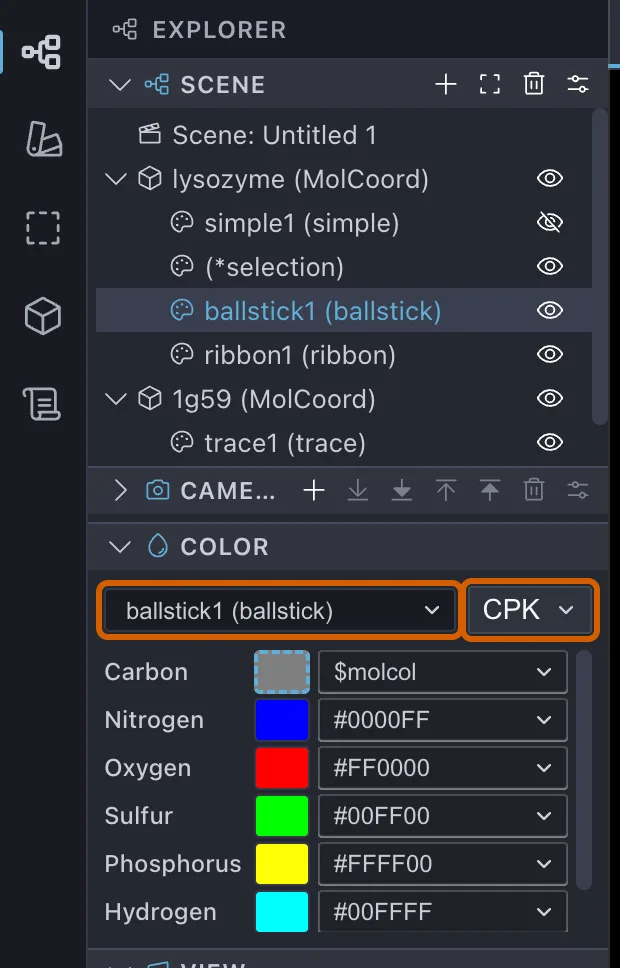 EXPLORER
SCENE
Scene: Untitled 1
lysozyme (MolCoord)
simple1 (simple)
(*selection)
ballstick1 (ballstick)
ribbon1 (ribbon)
1g59 (MolCoord)
trace1 (trace)
CAME...
COLOR
ballstick1 (ballstick) CPK
Carbon $molcol
Nitrogen #0000FF
Oxygen #FF0000
Sulfur #00FF00
Phosphorus #FFFF00
Hydrogen #00FFFF
VIEW